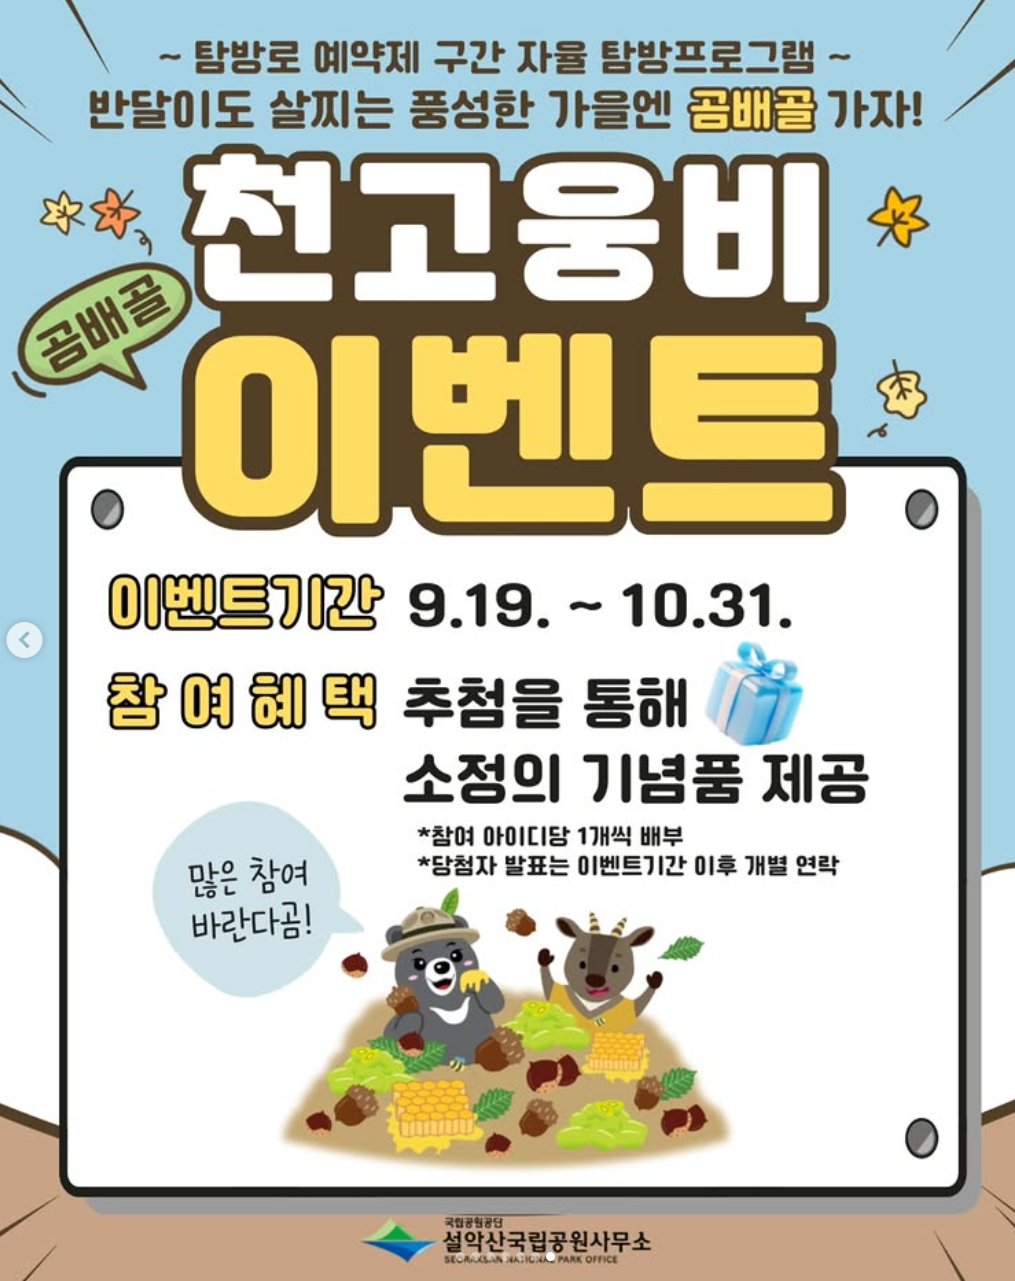 ~ 탐방로 예약제 구간 자율 탐방프로그램 ~
반달이도 살찌는 풍성한 가을엔 곰배골 가자!
천고웅비
곰배골
이벤트
이벤트기간 9.19. ~ 10.31.
참여혜택 추첨을 통해
소정의 기념품 제공
*참여 아이디당 1개씩 배부
*당첨자 발표는 이벤트기간 이후 개별 연락
많은 참여
바란다곰!
국립공원공단
설악산국립공원사무소
SEORAKSAN NATIONAL PARK OFFICE